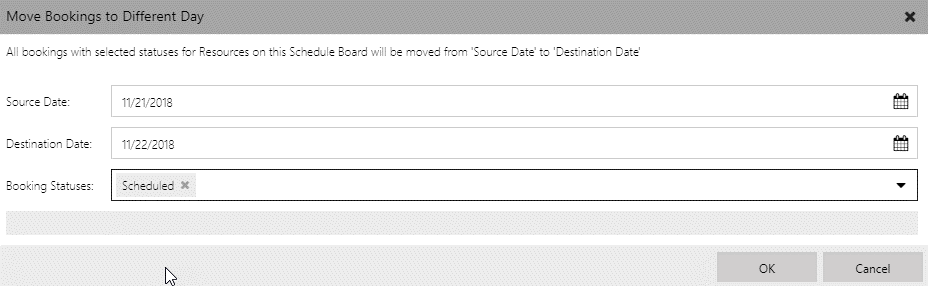 Move Bookings to Different Day
All bookings with selected statuses for Resources on this Schedule Board will be moved from 'Source Date' to 'Destination Date'
Source Date: 11/21/2018
Destination Date: 11/22/2018
Booking Statuses: Scheduled
OK Cancel